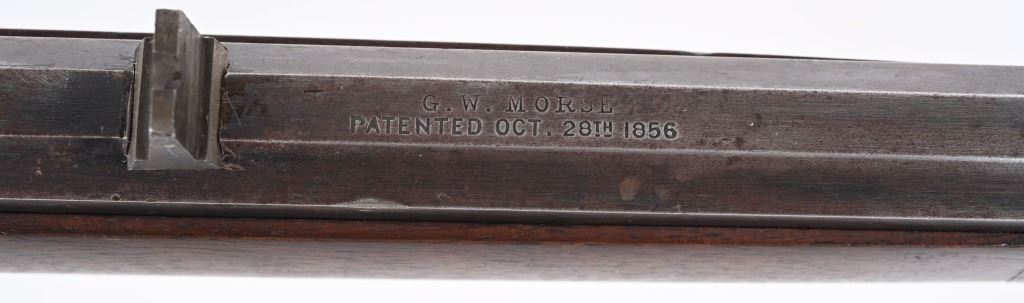 G. W. MORSE
PATENTED OCT. 28TH 1856